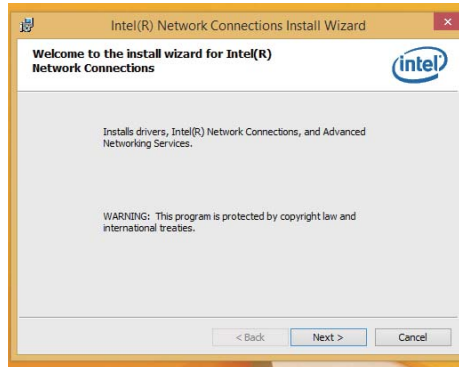 Intel(R) Network Connections Install Wizard
Welcome to the install wizard for Intel(R)
Network Connections
intel
Installs drivers, Intel(R) Network Connections, and Advanced
Networking Services.
WARNING: This program is protected by copyright law and
international treaties.
< Back Next > Cancel